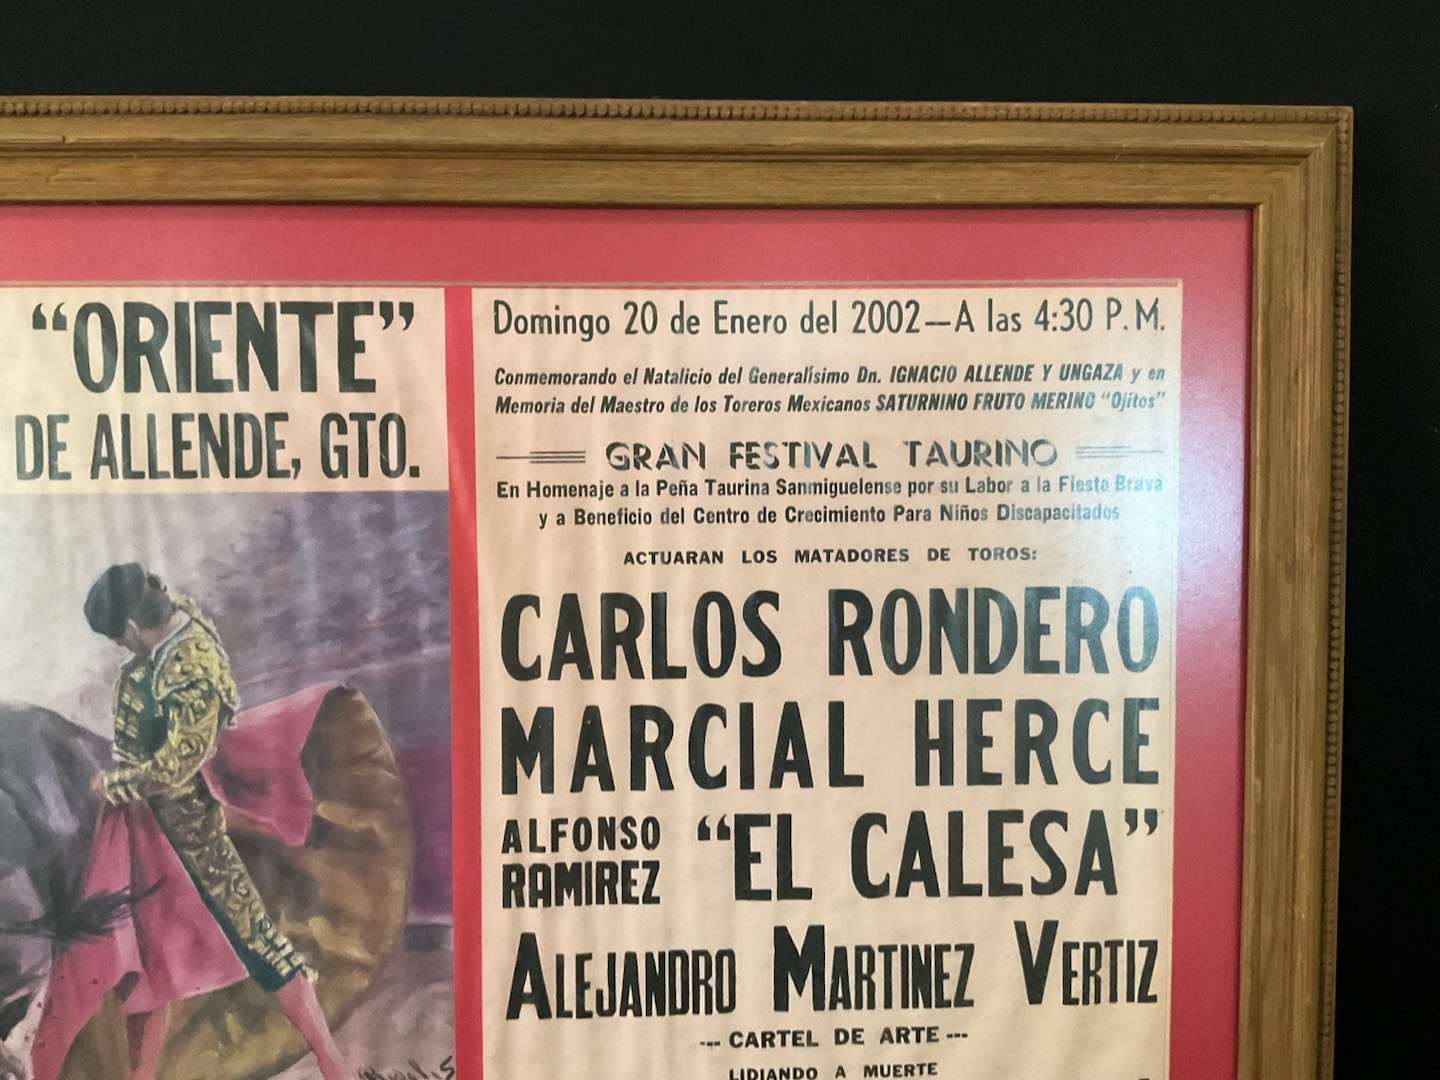 “ORIENTE”
DE ALLENDE, GTO.
Domingo 20 de Enero del 2002—A las 4:30 P. M.
Conmemorando el Natalicio del Generalísimo Dn. IGNACIO ALLENDE Y UNGAZA y en
Memoria del Maestro de los Toreros Mexicanos SATURNINO FRUTO MERINO "Ojitos"
GRAN FESTIVAL TAURINO
En Homenaje a la Peña Taurina Sanmiguelense por su Labor a la Fiesta Brava
y a Beneficio del Centro de Crecimiento Para Niños Discapacitados
ACTUARAN LOS MATADORES DE TOROS:
CARLOS RONDERO
MARCIAL HERCE
ALFONSO RAMIREZ “EL CALESA”
ALEJANDRO MARTINEZ VERTIZ
--- CARTEL DE ARTE ---
LIDIANDO A MUERTE